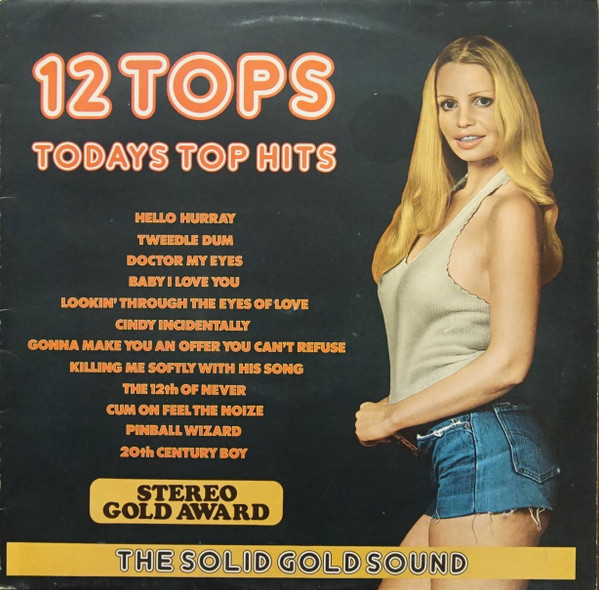 12 TOPS
TODAYS TOP HITS
HELLO HURRAY
TWEEDLE DUM
DOCTOR MY EYES
BABY I LOVE YOU
LOOKIN' THROUGH THE EYES OF LOVE
CINDY INCIDENTALLY
GONNA MAKE YOU AN OFFER YOU CAN'T REFUSE
KILLING ME SOFTLY WITH HIS SONG
THE 12th OF NEVER
CUM ON FEEL THE NOIZE
PINBALL WIZARD
20th CENTURY BOY
STEREO
GOLD AWARD
THE SOLID GOLD SOUND